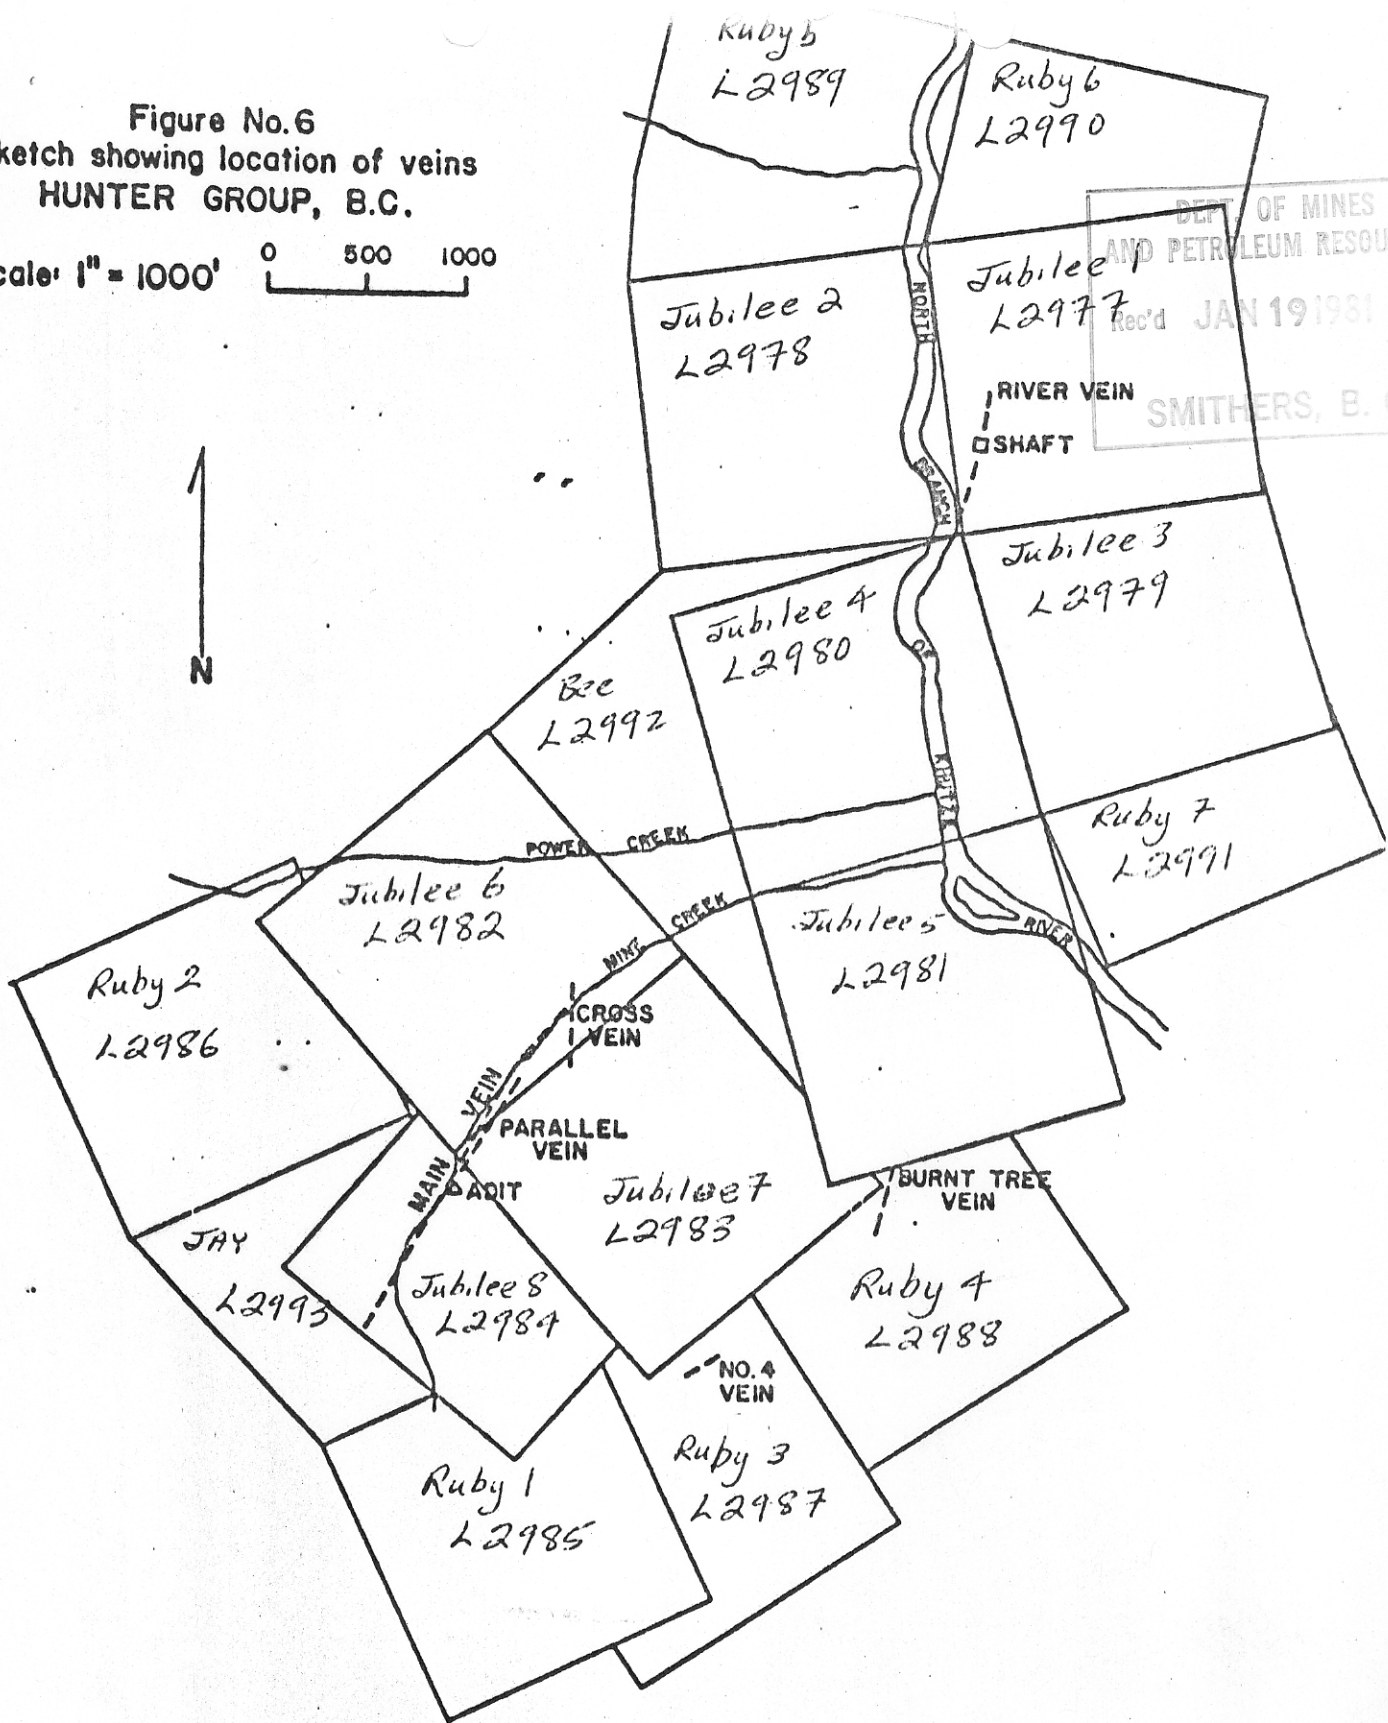 Figure No.6
ketch showing location of veins
HUNTER GROUP, B.C.
cale: 1" = 1000'
0 500 1000
N
Ruby 5
L2989
Ruby 6
L2990
DEPT. OF MINES
AND PETROLEUM RESOU
Rec'd JAN 19 1981
SMITHERS, B. C
Jubilee 2
L2978
Jubilee 1
L2977
NORTH
BRANCH
OF
RIVER
RIVER VEIN
SHAFT
Jubilee 3
L2979
Jubilee 4
L2980
Bee
L2992
POWER CREEK
Ruby 7
L2991
Jubilee 6
L2982
MINE CREEK
Jubilee 5
L2981
Ruby 2
L2986
CROSS
VEIN
MAIN VEIN
PARALLEL
VEIN
ADIT
Jubilee 7
L2983
BURNT TREE
VEIN
JAY
L2993
Jubilee 8
L2984
Ruby 4
L2988
NO. 4
VEIN
Ruby 3
L2987
Ruby 1
L2985